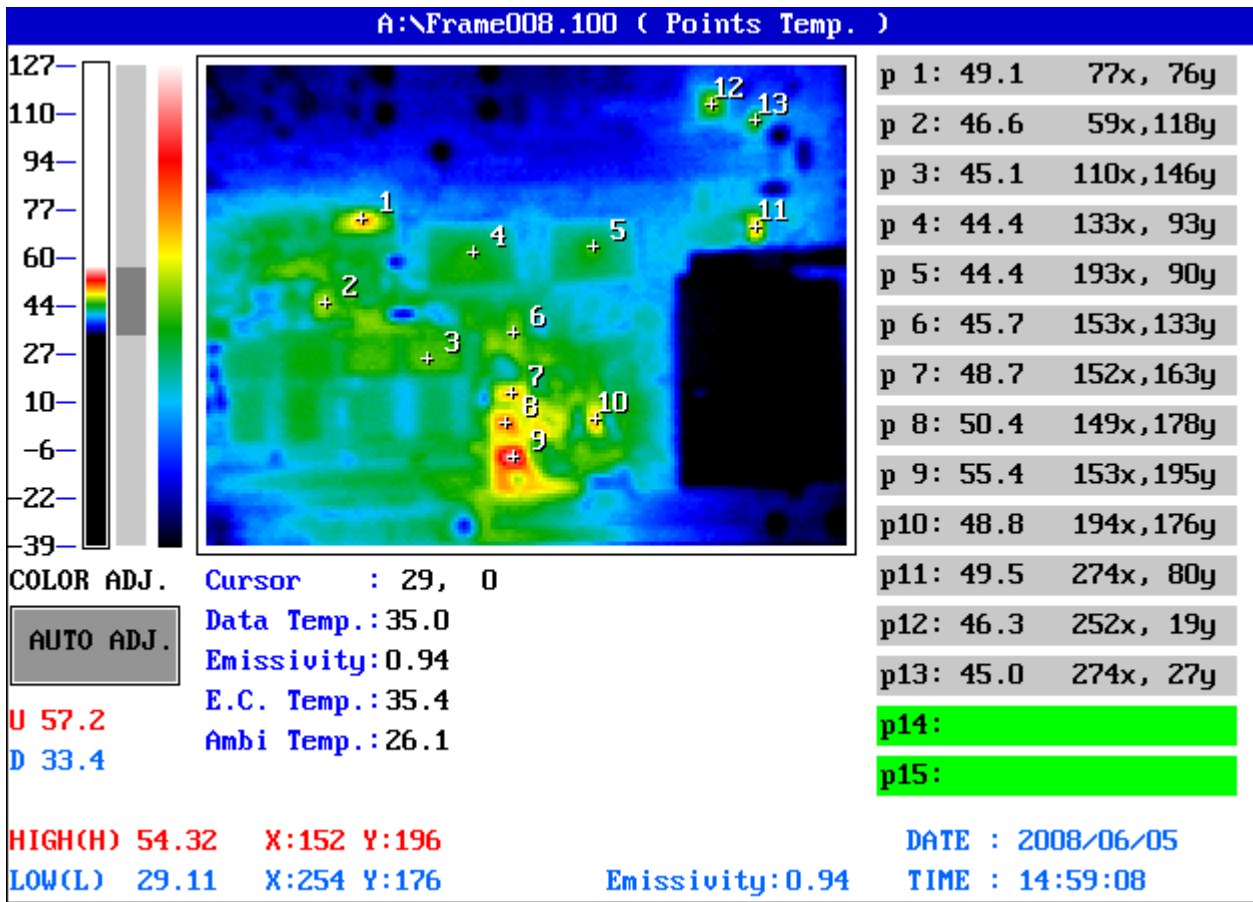 A:\Frame008.100 ( Points Temp. )
127
110
94
77
60
44
27
10
-6
-22
-39
COLOR ADJ.
AUTO ADJ.
U 57.2
D 33.4
12
13
1
11
4
5
2
6
3
7
8
10
9
Cursor : 29, 0
Data Temp.:35.0
Emissivity:0.94
E.C. Temp.:35.4
Ambi Temp.:26.1
p 1: 49.1 77x, 76y
p 2: 46.6 59x,118y
p 3: 45.1 110x,146y
p 4: 44.4 133x, 93y
p 5: 44.4 193x, 90y
p 6: 45.7 153x,133y
p 7: 48.7 152x,163y
p 8: 50.4 149x,178y
p 9: 55.4 153x,195y
p10: 48.8 194x,176y
p11: 49.5 274x, 80y
p12: 46.3 252x, 19y
p13: 45.0 274x, 27y
p14:
p15:
HIGH(H) 54.32 X:152 Y:196
LOW(L) 29.11 X:254 Y:176
Emissivity:0.94
DATE : 2008/06/05
TIME : 14:59:08